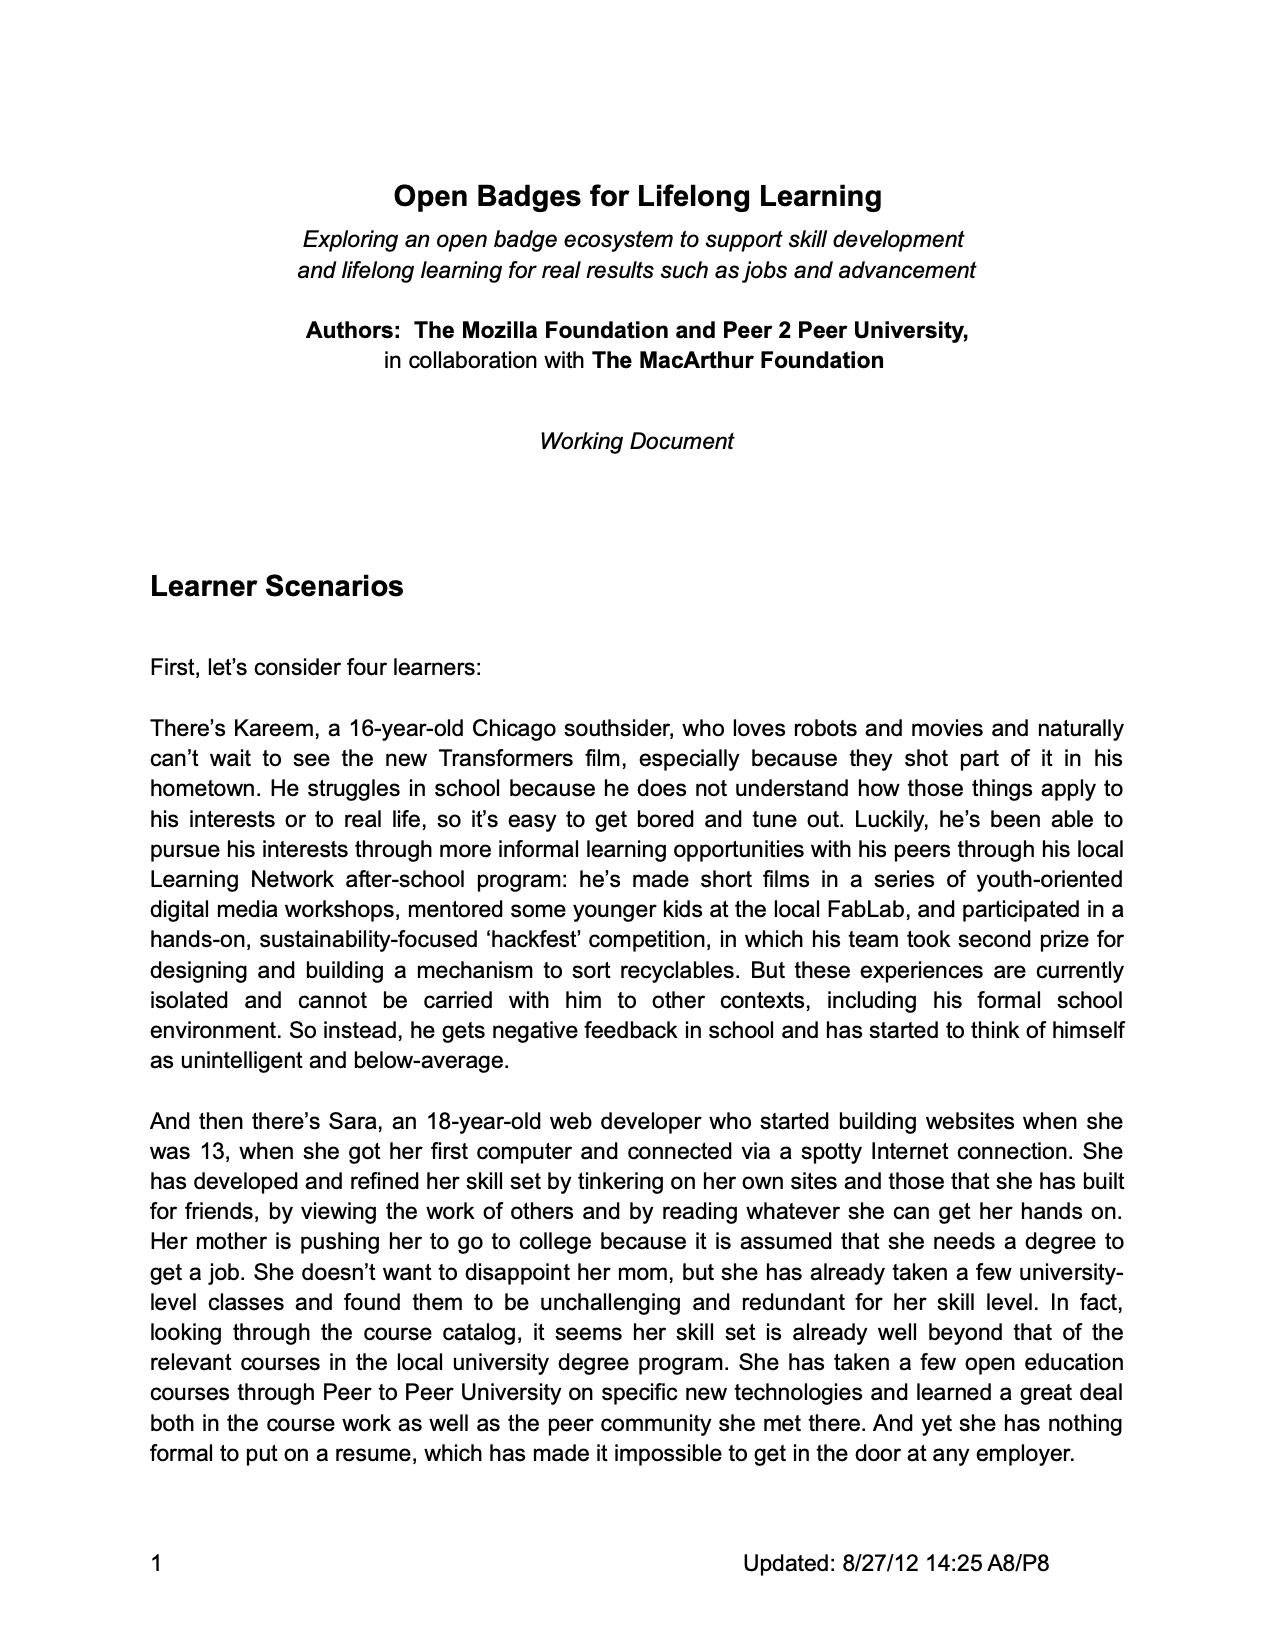 Open Badges for Lifelong Learning
Exploring an open badge ecosystem to support skill development
and lifelong learning for real results such as jobs and advancement
Authors:  The Mozilla Foundation and Peer 2 Peer University,
in collaboration with The MacArthur Foundation
Working Document
Learner Scenarios
First, let’s consider four learners:
There’s Kareem, a 16-year-old Chicago southsider, who loves robots and movies and naturally
can’t wait to see the new Transformers film, especially because they shot part of it in his
hometown. He struggles in school because he does not understand how those things apply to
his interests or to real life, so it’s easy to get bored and tune out. Luckily, he’s been able to
pursue his interests through more informal learning opportunities with his peers through his local
Learning Network after-school program: he’s made short films in a series of youth-oriented
digital media workshops, mentored some younger kids at the local FabLab, and participated in a
hands-on, sustainability-focused ‘hackfest’ competition, in which his team took second prize for
designing and building a mechanism to sort recyclables. But these experiences are currently
isolated and cannot be carried with him to other contexts, including his formal school
environment. So instead, he gets negative feedback in school and has started to think of himself
as unintelligent and below-average.
And then there’s Sara, an 18-year-old web developer who started building websites when she
was 13, when she got her first computer and connected via a spotty Internet connection. She
has developed and refined her skill set by tinkering on her own sites and those that she has built
for friends, by viewing the work of others and by reading whatever she can get her hands on.
Her mother is pushing her to go to college because it is assumed that she needs a degree to
get a job. She doesn’t want to disappoint her mom, but she has already taken a few university-
level classes and found them to be unchallenging and redundant for her skill level. In fact,
looking through the course catalog, it seems her skill set is already well beyond that of the
relevant courses in the local university degree program. She has taken a few open education
courses through Peer to Peer University on specific new technologies and learned a great deal
both in the course work as well as the peer community she met there. And yet she has nothing
formal to put on a resume, which has made it impossible to get in the door at any employer.
1 Updated: 8/27/12 14:25 A8/P8